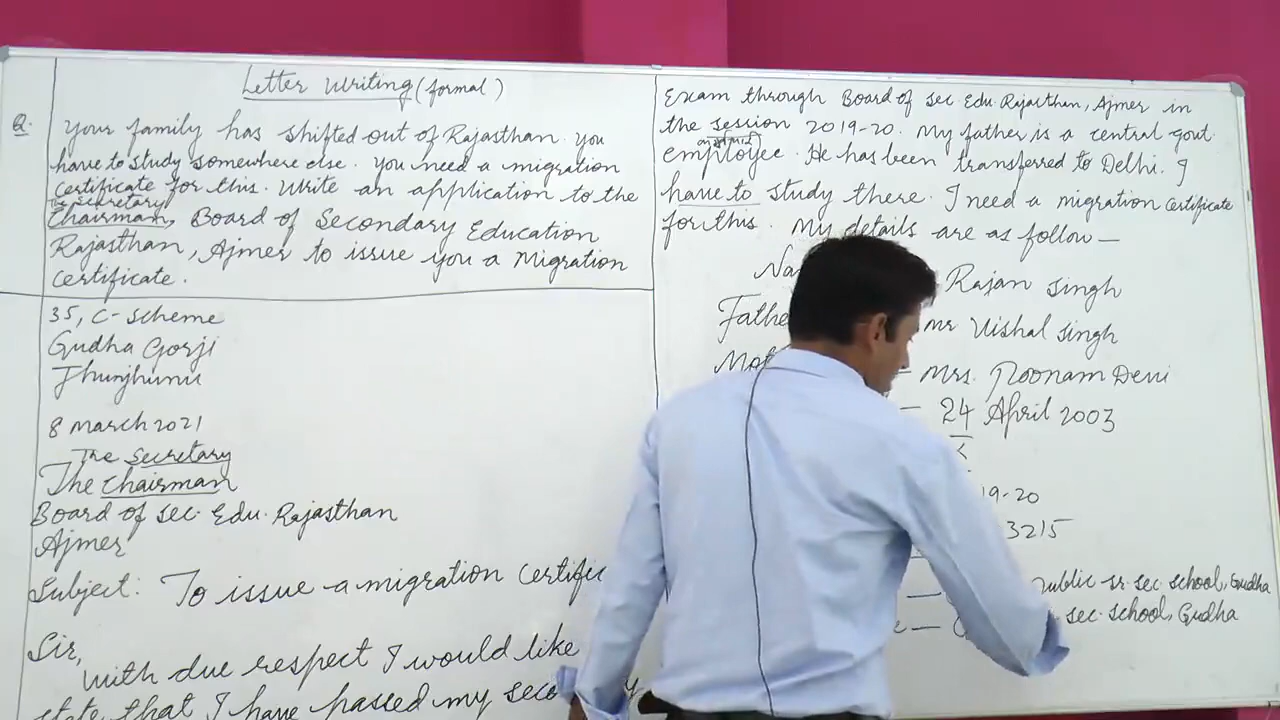 Letter Writing (formal)
Q. Your family has shifted out of Rajasthan. You
have to study somewhere else. You need a migration
certificate for this. Write an application to the
The secretary
Chairman, Board of Secondary Education
Rajasthan, Ajmer to issue you a Migration
certificate.
35, C-Scheme
Gudha Gorji
Jhunjhunu
8 March 2021
The Secretary
The Chairman
Board of Sec. Edu. Rajasthan
Ajmer
Subject: To issue a migration
Sir,
With due respect I would like
state that I have passed my
Exam through Board of Sec Edu. Rajasthan, Ajmer in
the session 2019-20. My father is a central govt.
employee. He has been transferred to Delhi. I
have to study there. I need a migration certificate
for this. My details are as follow —
Rajan Singh
Mr Vishal Singh
— Mrs. Poonam Devi
— 24 April 2003
19-20
3215
—
— Public sr. sec. school, Gudha
— sec. school, Gudha